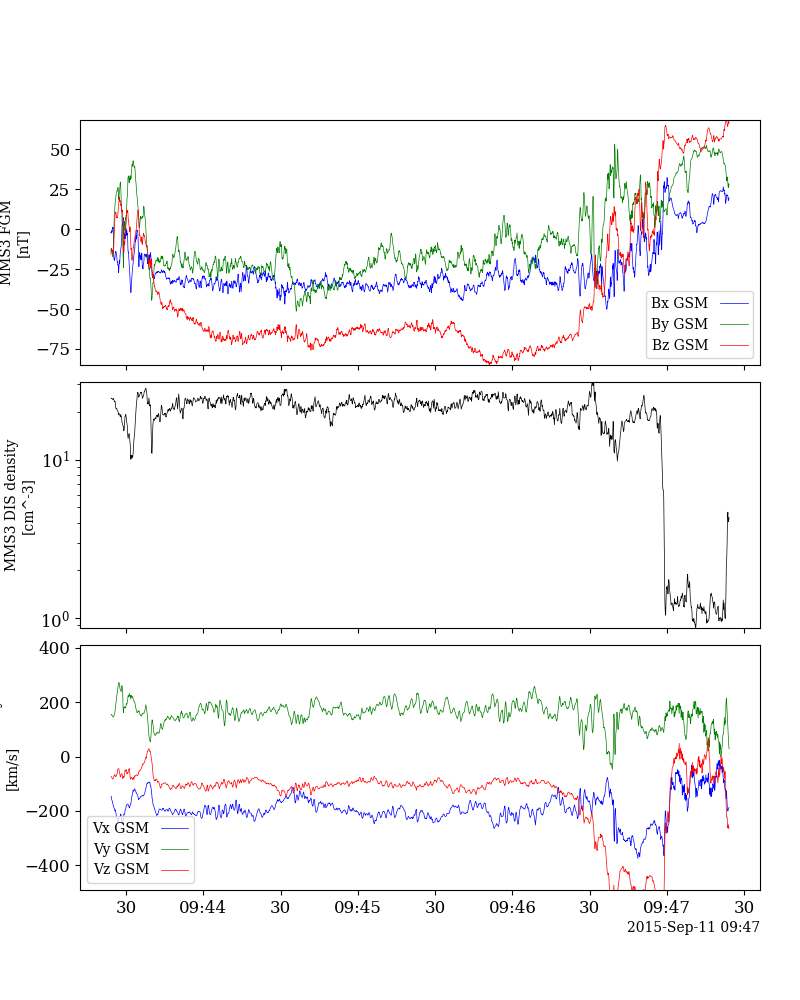 50
25
0
−25
−50
−75
MMS3 FGM
[nT]
Bx GSM
By GSM
Bz GSM
10^1
10^0
MMS3 DIS density
[cm^-3]
400
200
0
−200
−400
[km/s]
Vx GSM
Vy GSM
Vz GSM
30 09:44 30 09:45 30 09:46 30 09:47 30
2015-Sep-11 09:47